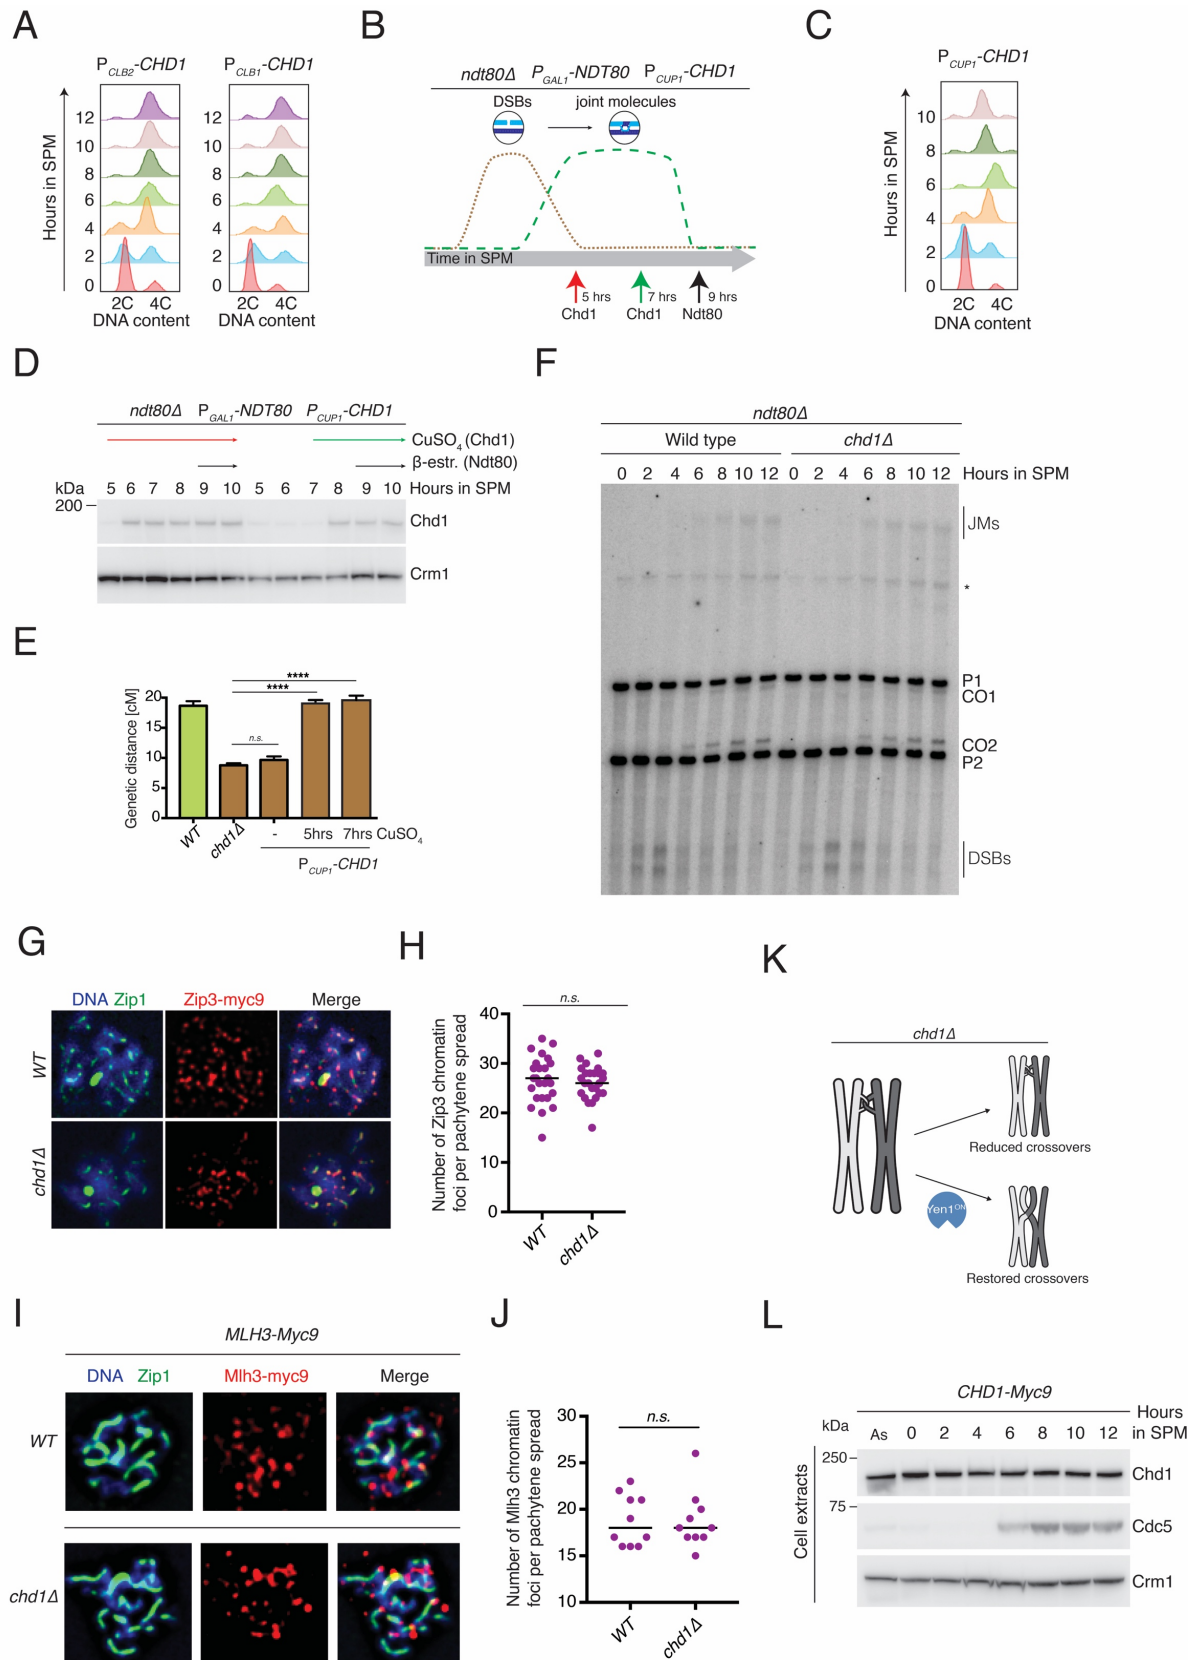 A
P_CLB2-CHD1
P_CLB1-CHD1
Hours in SPM
12
10
8
6
4
2
0
12
10
8
6
4
2
0
2C 4C
DNA content
2C 4C
DNA content
B
ndt80Δ P_GAL1-NDT80 P_CUP1-CHD1
DSBs
joint molecules
Time in SPM
5 hrs
7 hrs
9 hrs
Chd1
Chd1
Ndt80
C
P_CUP1-CHD1
Hours in SPM
10
8
6
4
2
0
2C 4C
DNA content
D
ndt80Δ P_GAL1-NDT80 P_CUP1-CHD1
CuSO4 (Chd1)
β-estr. (Ndt80)
kDa
5 6 7 8 9 10 5 6 7 8 9 10 Hours in SPM
200
Chd1
Crm1
E
Genetic distance [cM]
20
15
10
5
0
****
****
n.s.
WT
chd1Δ
- 5hrs 7hrs CuSO4
P_CUP1-CHD1
F
ndt80Δ
Wild type
chd1Δ
0 2 4 6 8 10 12 0 2 4 6 8 10 12 Hours in SPM
JMs
*
P1
CO1
CO2
P2
DSBs
G
DNA Zip1
Zip3-myc9
Merge
WT
chd1Δ
H
n.s.
Number of Zip3 chromatin
foci per pachytene spread
40
30
20
10
0
WT
chd1Δ
K
chd1Δ
Reduced crossovers
Yen1ON
Restored crossovers
I
MLH3-Myc9
DNA Zip1
Mlh3-myc9
Merge
WT
chd1Δ
J
n.s.
Number of Mlh3 chromatin
foci per pachytene spread
30
25
20
15
10
WT
chd1Δ
L
CHD1-Myc9
kDa
As 0 2 4 6 8 10 12
Hours
in SPM
250
75
Cell extracts
Chd1
Cdc5
Crm1